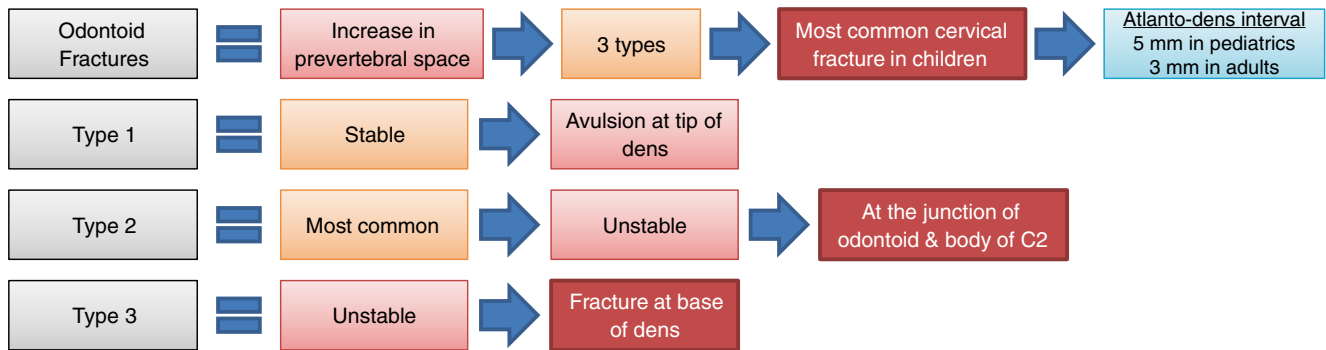 Odontoid
Fractures
Increase in
prevertebral space
3 types
Most common cervical
fracture in children
Atlanto-dens interval
5 mm in pediatrics
3 mm in adults
Type 1
Stable
Avulsion at tip of
dens
Type 2
Most common
Unstable
At the junction of
odontoid & body of C2
Type 3
Unstable
Fracture at base
of dens